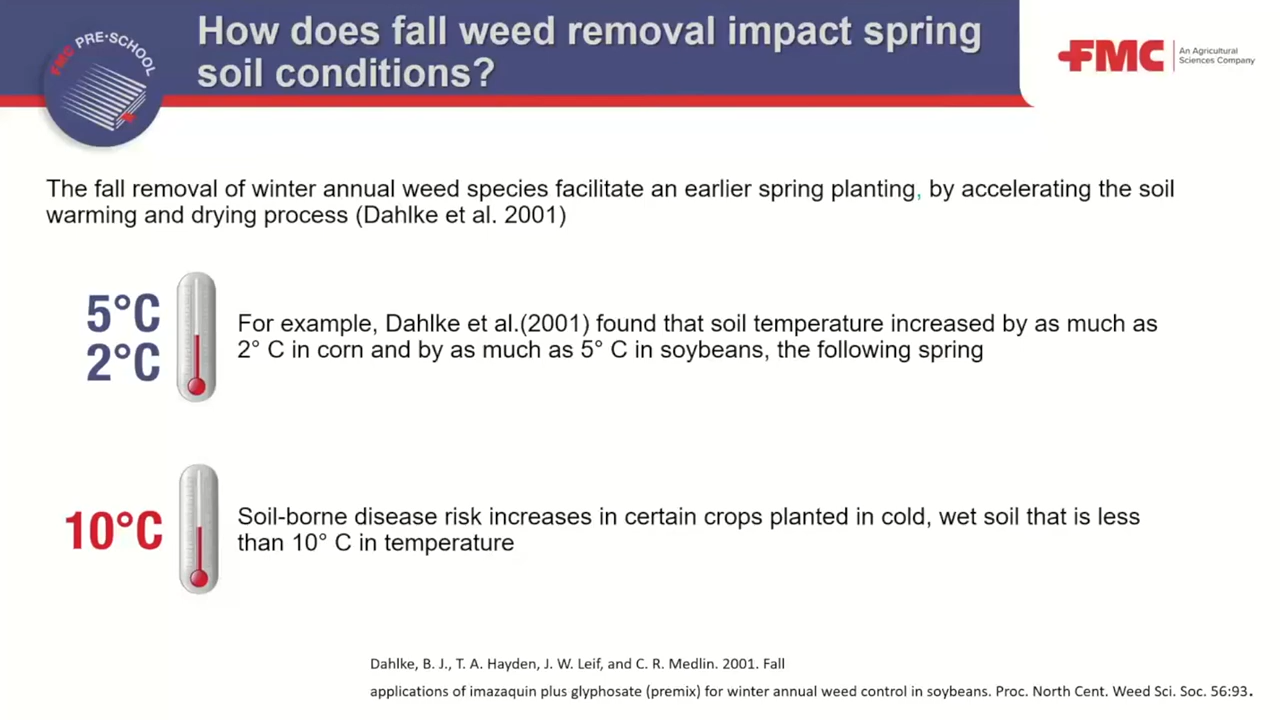 How does fall weed removal impact spring
soil conditions?
FMC PRE·SCHOOL
FMC
An Agricultural
Sciences Company
The fall removal of winter annual weed species facilitate an earlier spring planting, by accelerating the soil
warming and drying process (Dahlke et al. 2001)
5°C
2°C
For example, Dahlke et al.(2001) found that soil temperature increased by as much as
2° C in corn and by as much as 5° C in soybeans, the following spring
10°C
Soil-borne disease risk increases in certain crops planted in cold, wet soil that is less
than 10° C in temperature
Dahlke, B. J., T. A. Hayden, J. W. Leif, and C. R. Medlin. 2001. Fall
applications of imazaquin plus glyphosate (premix) for winter annual weed control in soybeans. Proc. North Cent. Weed Sci. Soc. 56:93.